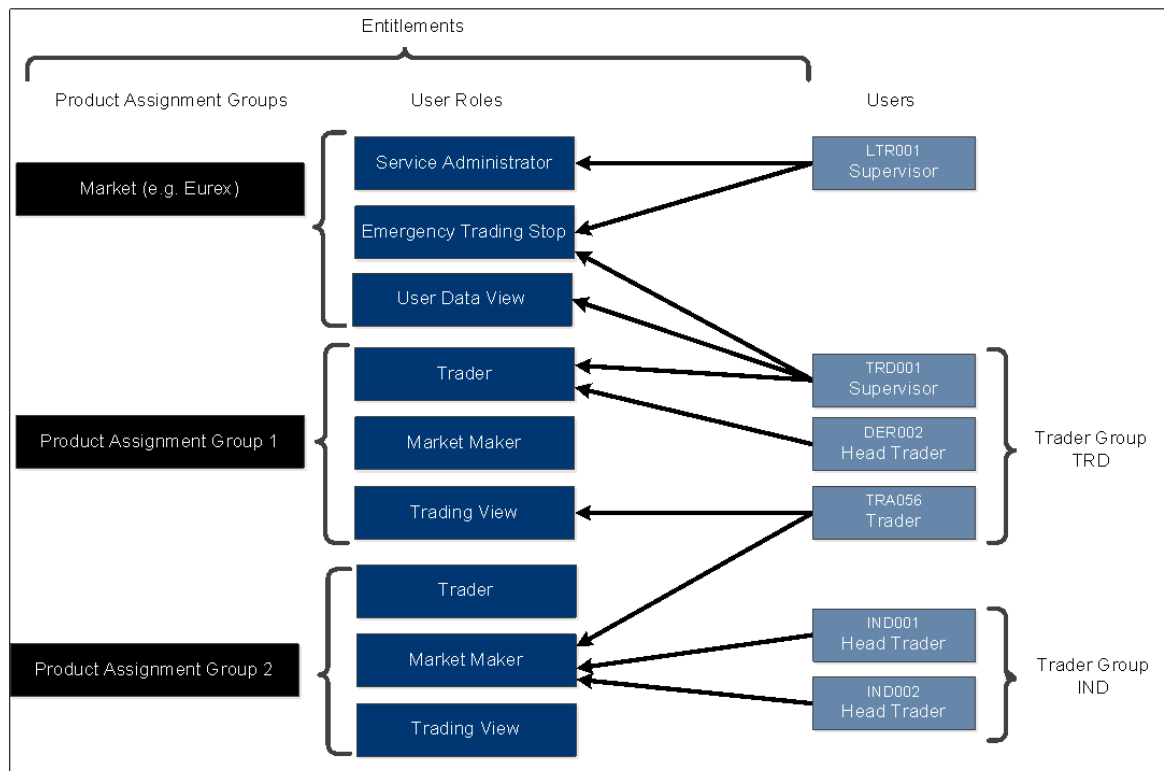 Entitlements
Product Assignment Groups
User Roles
Users
Market (e.g. Eurex)
Service Administrator
LTR001
Supervisor
Emergency Trading Stop
User Data View
Product Assignment Group 1
Trader
TRD001
Supervisor
Market Maker
DER002
Head Trader
Trading View
TRA056
Trader
Trader Group
TRD
Product Assignment Group 2
Trader
Market Maker
IND001
Head Trader
Trading View
IND002
Head Trader
Trader Group
IND